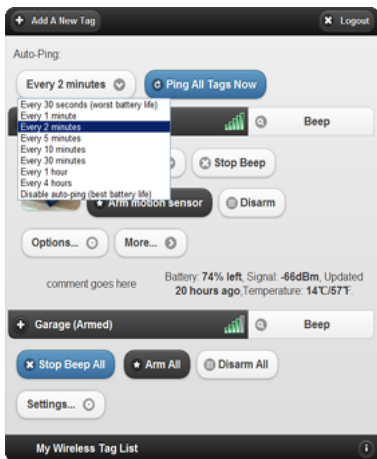 Add A New Tag
Logout
Auto-Ping:
Every 2 minutes
Ping All Tags Now
Every 30 seconds (worst battery life)
Every 1 minute
Every 2 minutes
Every 5 minutes
Every 10 minutes
Every 30 minutes
Every 1 hour
Every 4 hours
Disable auto-ping (best battery life)
Beep
Stop Beep
Arm motion sensor
Disarm
Options...
More...
comment goes here
Battery: 74% left, Signal: -66dBm, Updated
20 hours ago,Temperature: 14℃/57℉.
Garage (Armed)
Beep
Stop Beep All
Arm All
Disarm All
Settings...
My Wireless Tag List